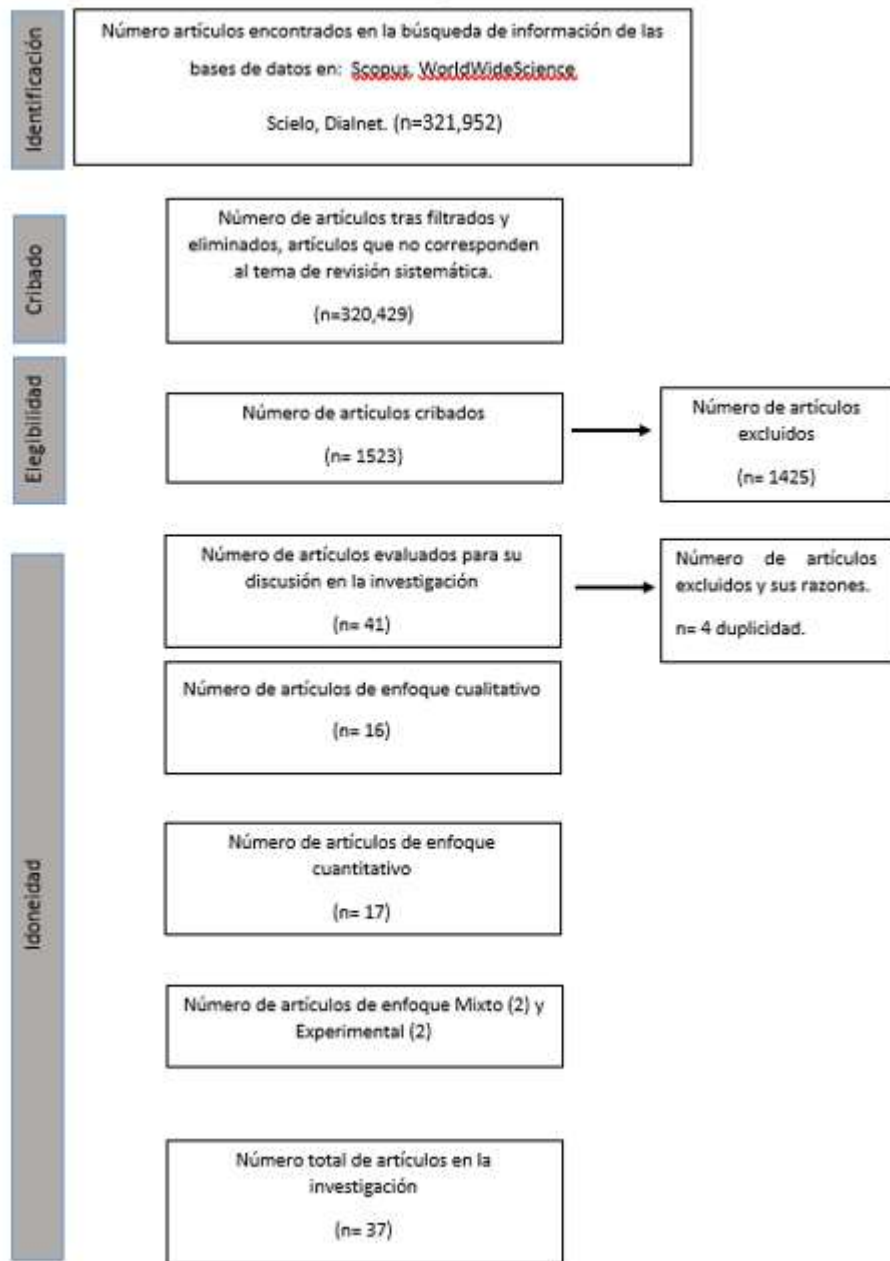 Identificación
Número artículos encontrados en la búsqueda de información de las
bases de datos en: Scopus, WorldWideScience
Scielo, Dialnet. (n=321,952)
Cribado
Número de artículos tras filtrados y
eliminados, artículos que no corresponden
al tema de revisión sistemática.
(n=320,429)
Elegibilidad
Número de artículos cribados
(n= 1523)
Número de artículos
excluidos
(n= 1425)
Idoneidad
Número de artículos evaluados para su
discusión en la investigación
(n= 41)
Número de artículos
excluidos y sus razones.
n= 4 duplicidad.
Número de artículos de enfoque cualitativo
(n= 16)
Número de artículos de enfoque
cuantitativo
(n= 17)
Número de artículos de enfoque Mixto (2) y
Experimental (2)
Número total de artículos en la
investigación
(n= 37)